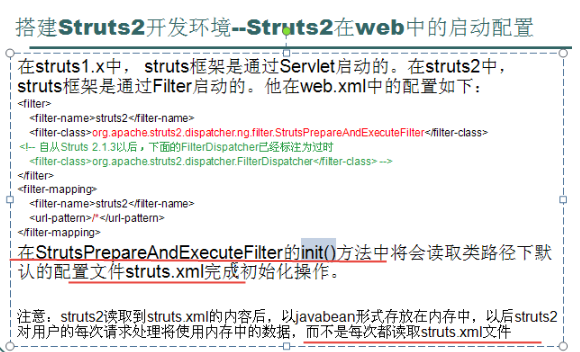 搭建Struts2开发环境--Struts2在web中的启动配置
在struts1.x中， struts框架是通过Servlet启动的。在struts2中，
struts框架是通过Filter启动的。他在web.xml中的配置如下：
<filter>
<filter-name>struts2</filter-name>
<filter-class>org.apache.struts2.dispatcher.ng.filter.StrutsPrepareAndExecuteFilter</filter-class>
<!-- 自从Struts 2.1.3以后，下面的FilterDispatcher已经标注为过时
<filter-class>org.apache.struts2.dispatcher.FilterDispatcher</filter-class> -->
</filter>
<filter-mapping>
<filter-name>struts2</filter-name>
<url-pattern>/*</url-pattern>
</filter-mapping>
在StrutsPrepareAndExecuteFilter的init()方法中将会读取类路径下默
认的配置文件struts.xml完成初始化操作。
注意：struts2读取到struts.xml的内容后，以javabean形式存放在内存中，以后struts2
对用户的每次请求处理将使用内存中的数据，而不是每次都读取struts.xml文件